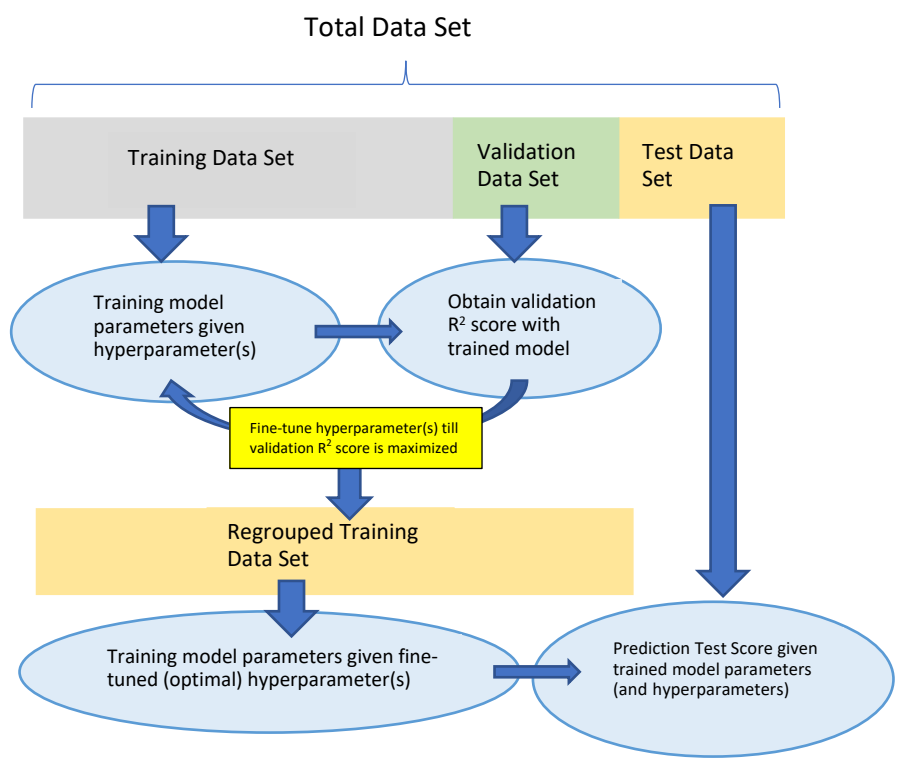 Total Data Set
Training Data Set
Validation
Data Set
Test Data
Set
Training model
parameters given
hyperparameter(s)
Obtain validation
R² score with
trained model
Fine-tune hyperparameter(s) till
validation R² score is maximized
Regrouped Training
Data Set
Training model parameters given fine-
tuned (optimal) hyperparameter(s)
Prediction Test Score given
trained model parameters
(and hyperparameters)